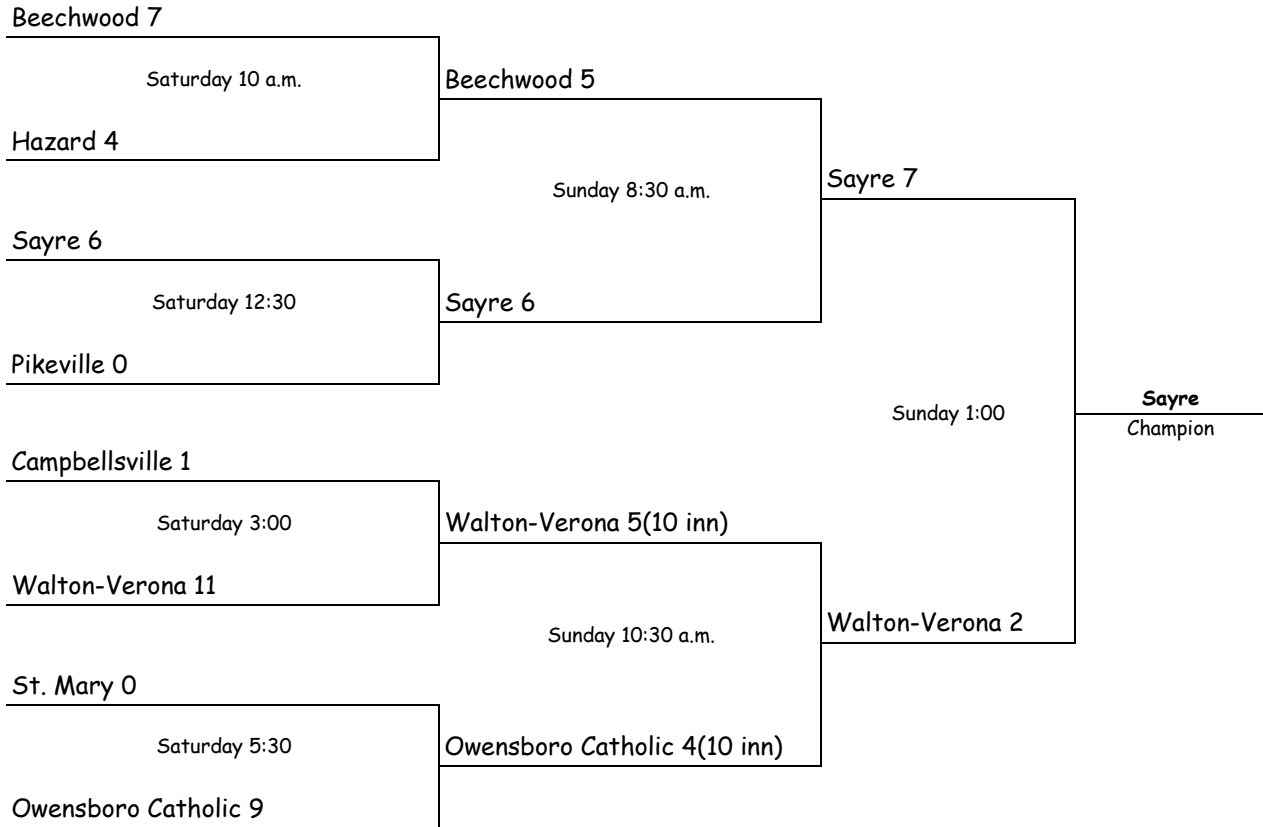 Beechwood 7
Saturday 10 a.m.
Beechwood 5
Hazard 4
Sunday 8:30 a.m.
Sayre 7
Sayre 6
Saturday 12:30
Sayre 6
Pikeville 0
Sunday 1:00
Sayre
Champion
Campbellsville 1
Saturday 3:00
Walton-Verona 5(10 inn)
Walton-Verona 11
Sunday 10:30 a.m.
Walton-Verona 2
St. Mary 0
Saturday 5:30
Owensboro Catholic 4(10 inn)
Owensboro Catholic 9